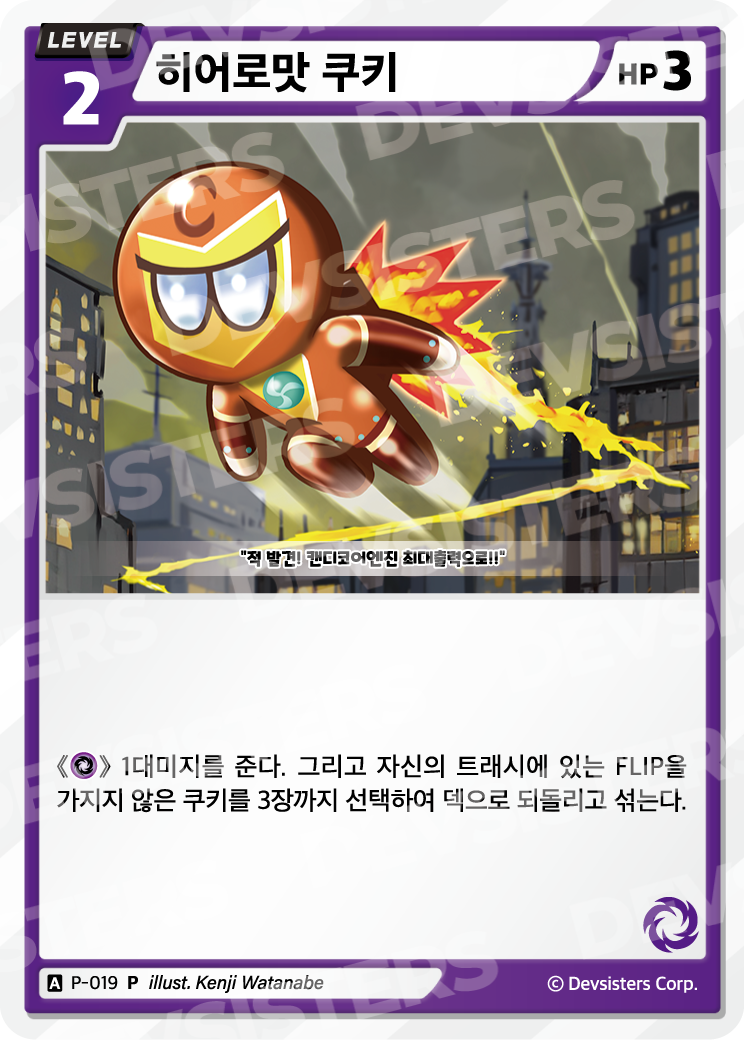 LEVEL
2
히어로맛 쿠키
HP 3
"적 발견! 캔디코어엔진 최대출력으로!!"
《 》 1대미지를 준다. 그리고 자신의 트래시에 있는 FLIP을
가지지 않은 쿠키를 3장까지 선택하여 덱으로 되돌리고 섞는다.
A P-019 P illust. Kenji Watanabe
© Devsisters Corp.
DEVSISTERS